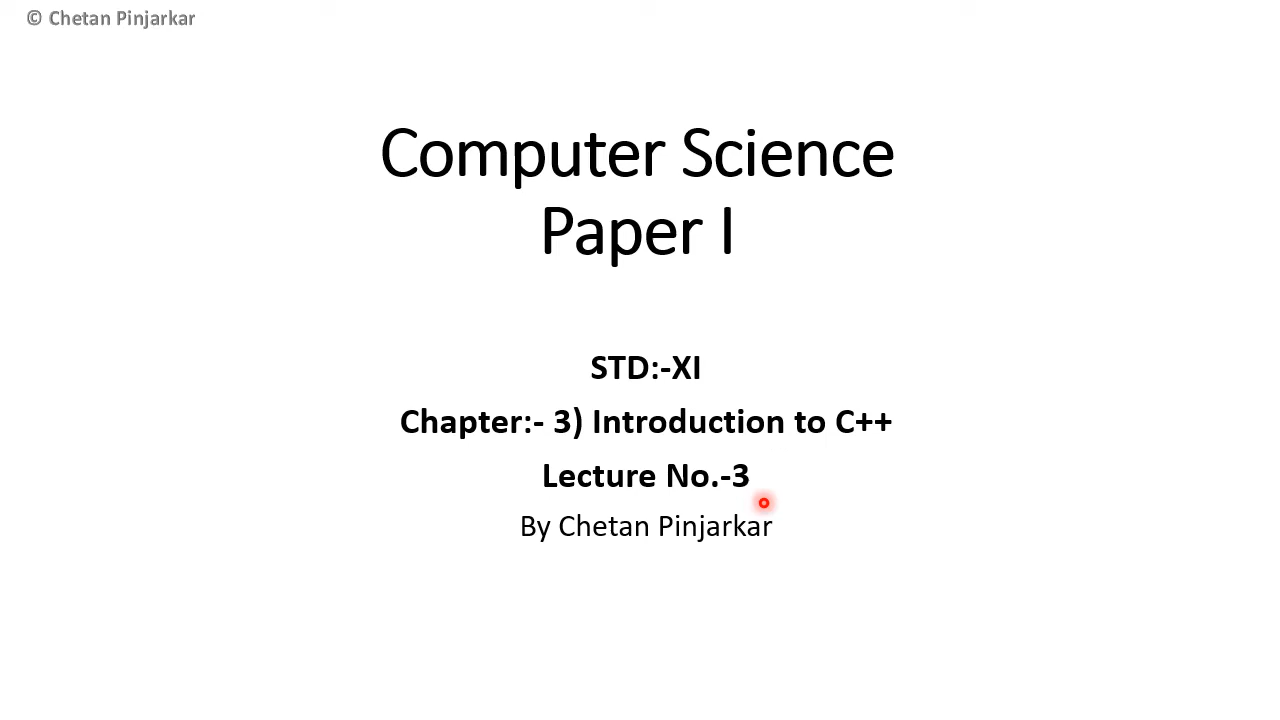 © Chetan Pinjarkar
Computer Science
Paper I
STD:-XI
Chapter:- 3) Introduction to C++
Lecture No.-3
By Chetan Pinjarkar